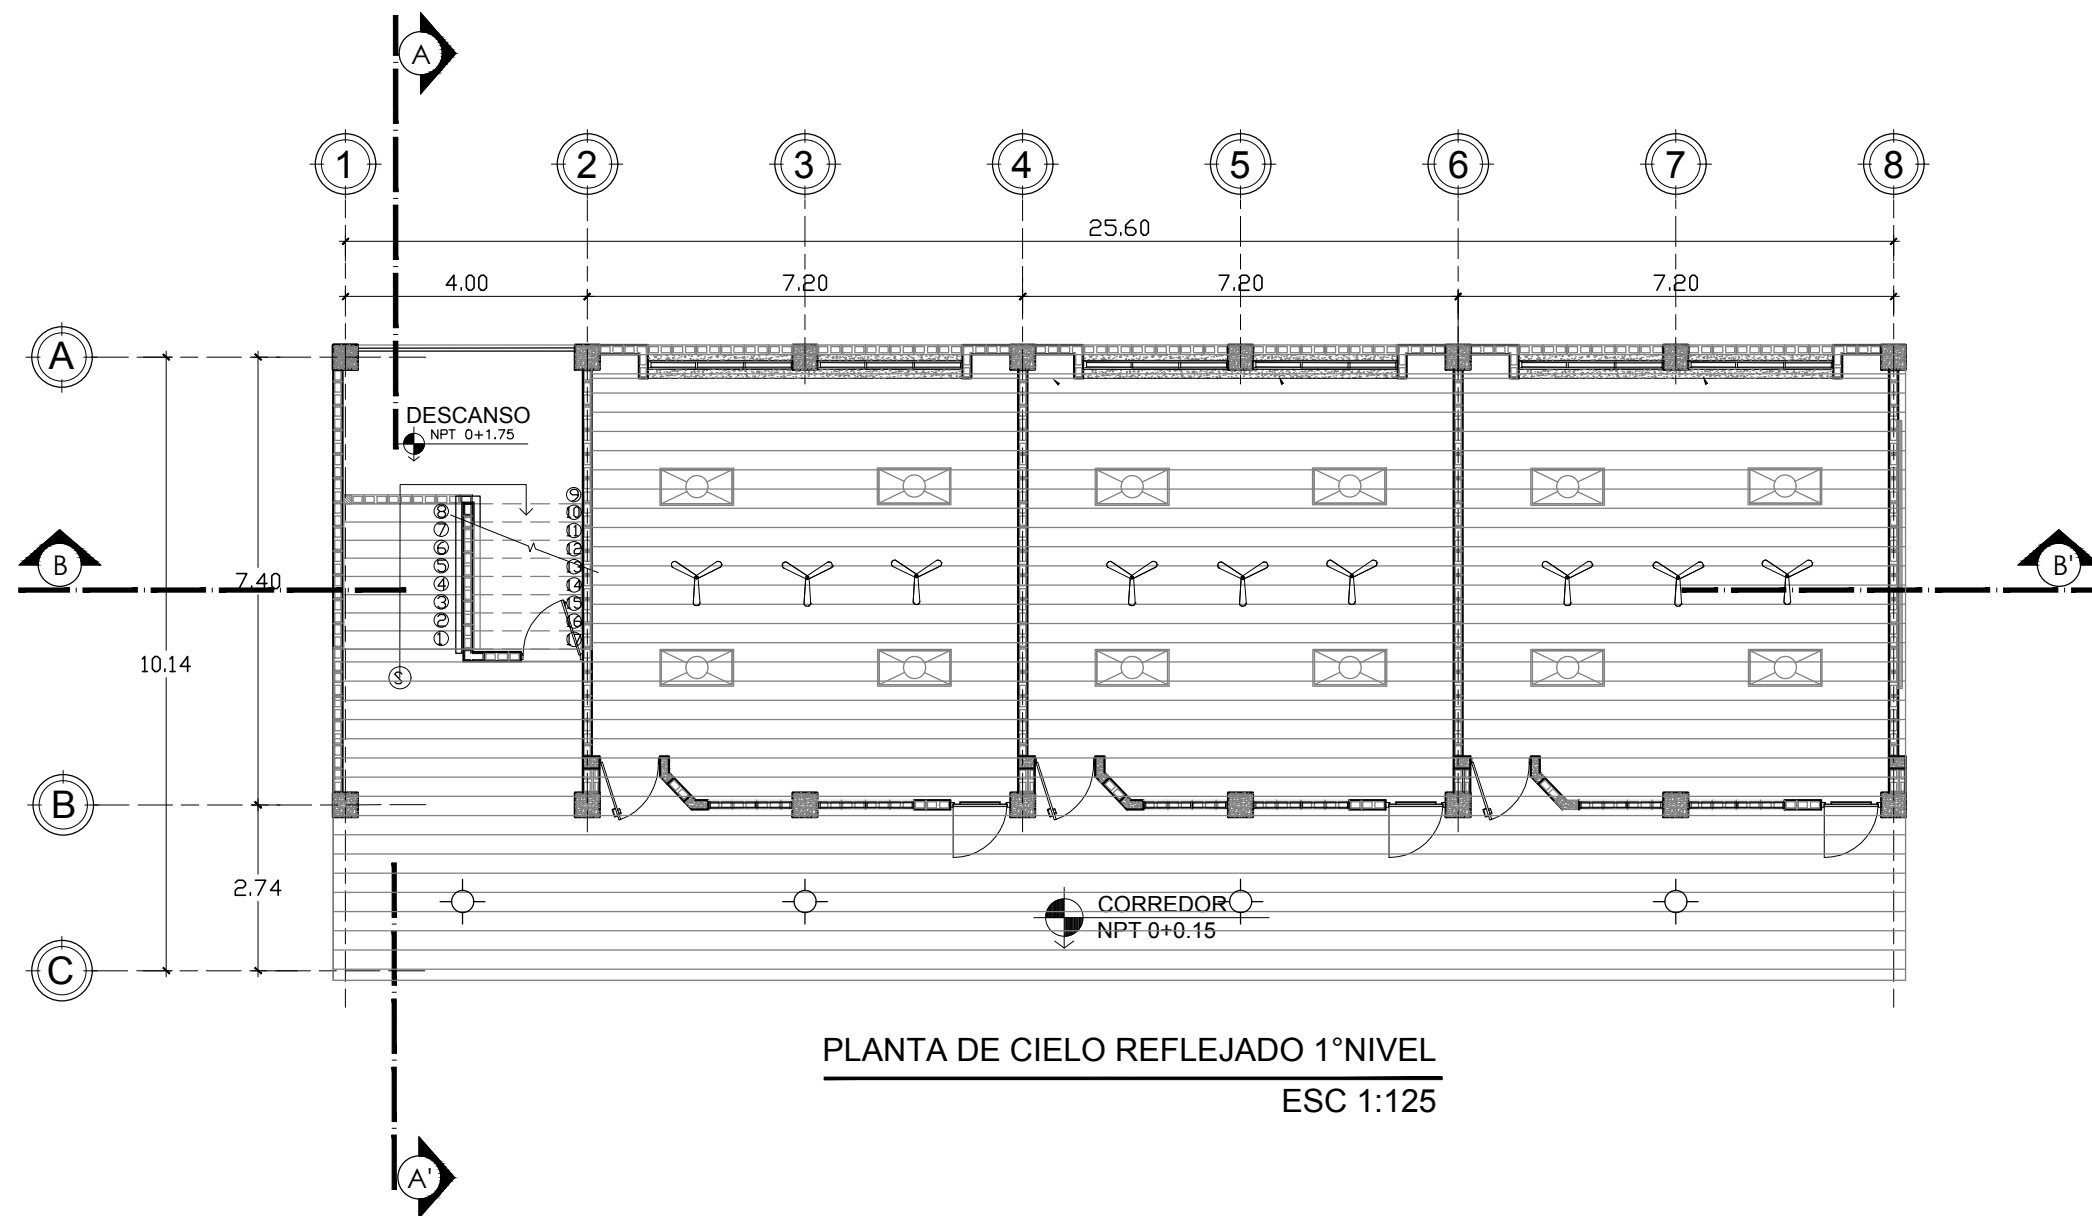 A
1 2 3 4 5 6 7 8
25.60
4.00 7.20 7.20 7.20
A
DESCANSO
NPT 0+1.75
9
8 10
7 11
6 12
5 13
4 14
3 15
2 16
1 17
S
B
B'
7.40
10.14
B
2.74
CORREDOR
NPT 0+0.15
C
PLANTA DE CIELO REFLEJADO 1°NIVEL
ESC 1:125
A'